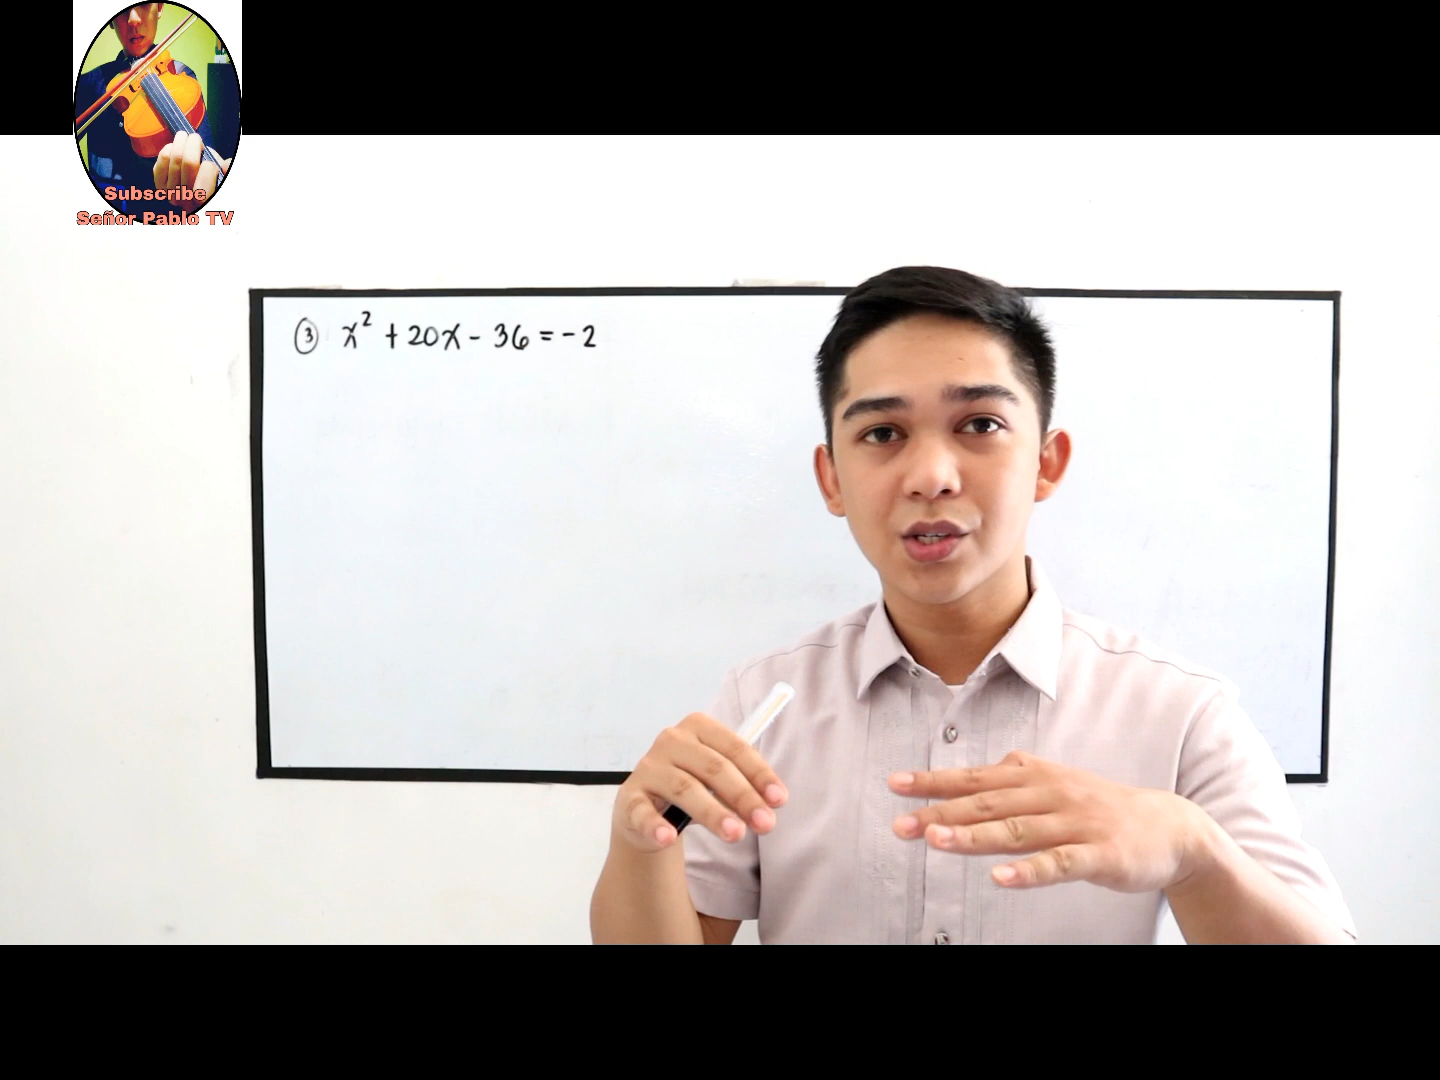 Subscribe
Señor Pablo TV
③ x² + 20x - 36 = -2